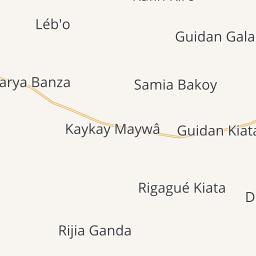 Léb'o
Guidan Gala
arya Banza
Samia Bakoy
Kaykay Maywâ
Guidan Kiata
Rigagué Kiata
D
Rijia Ganda